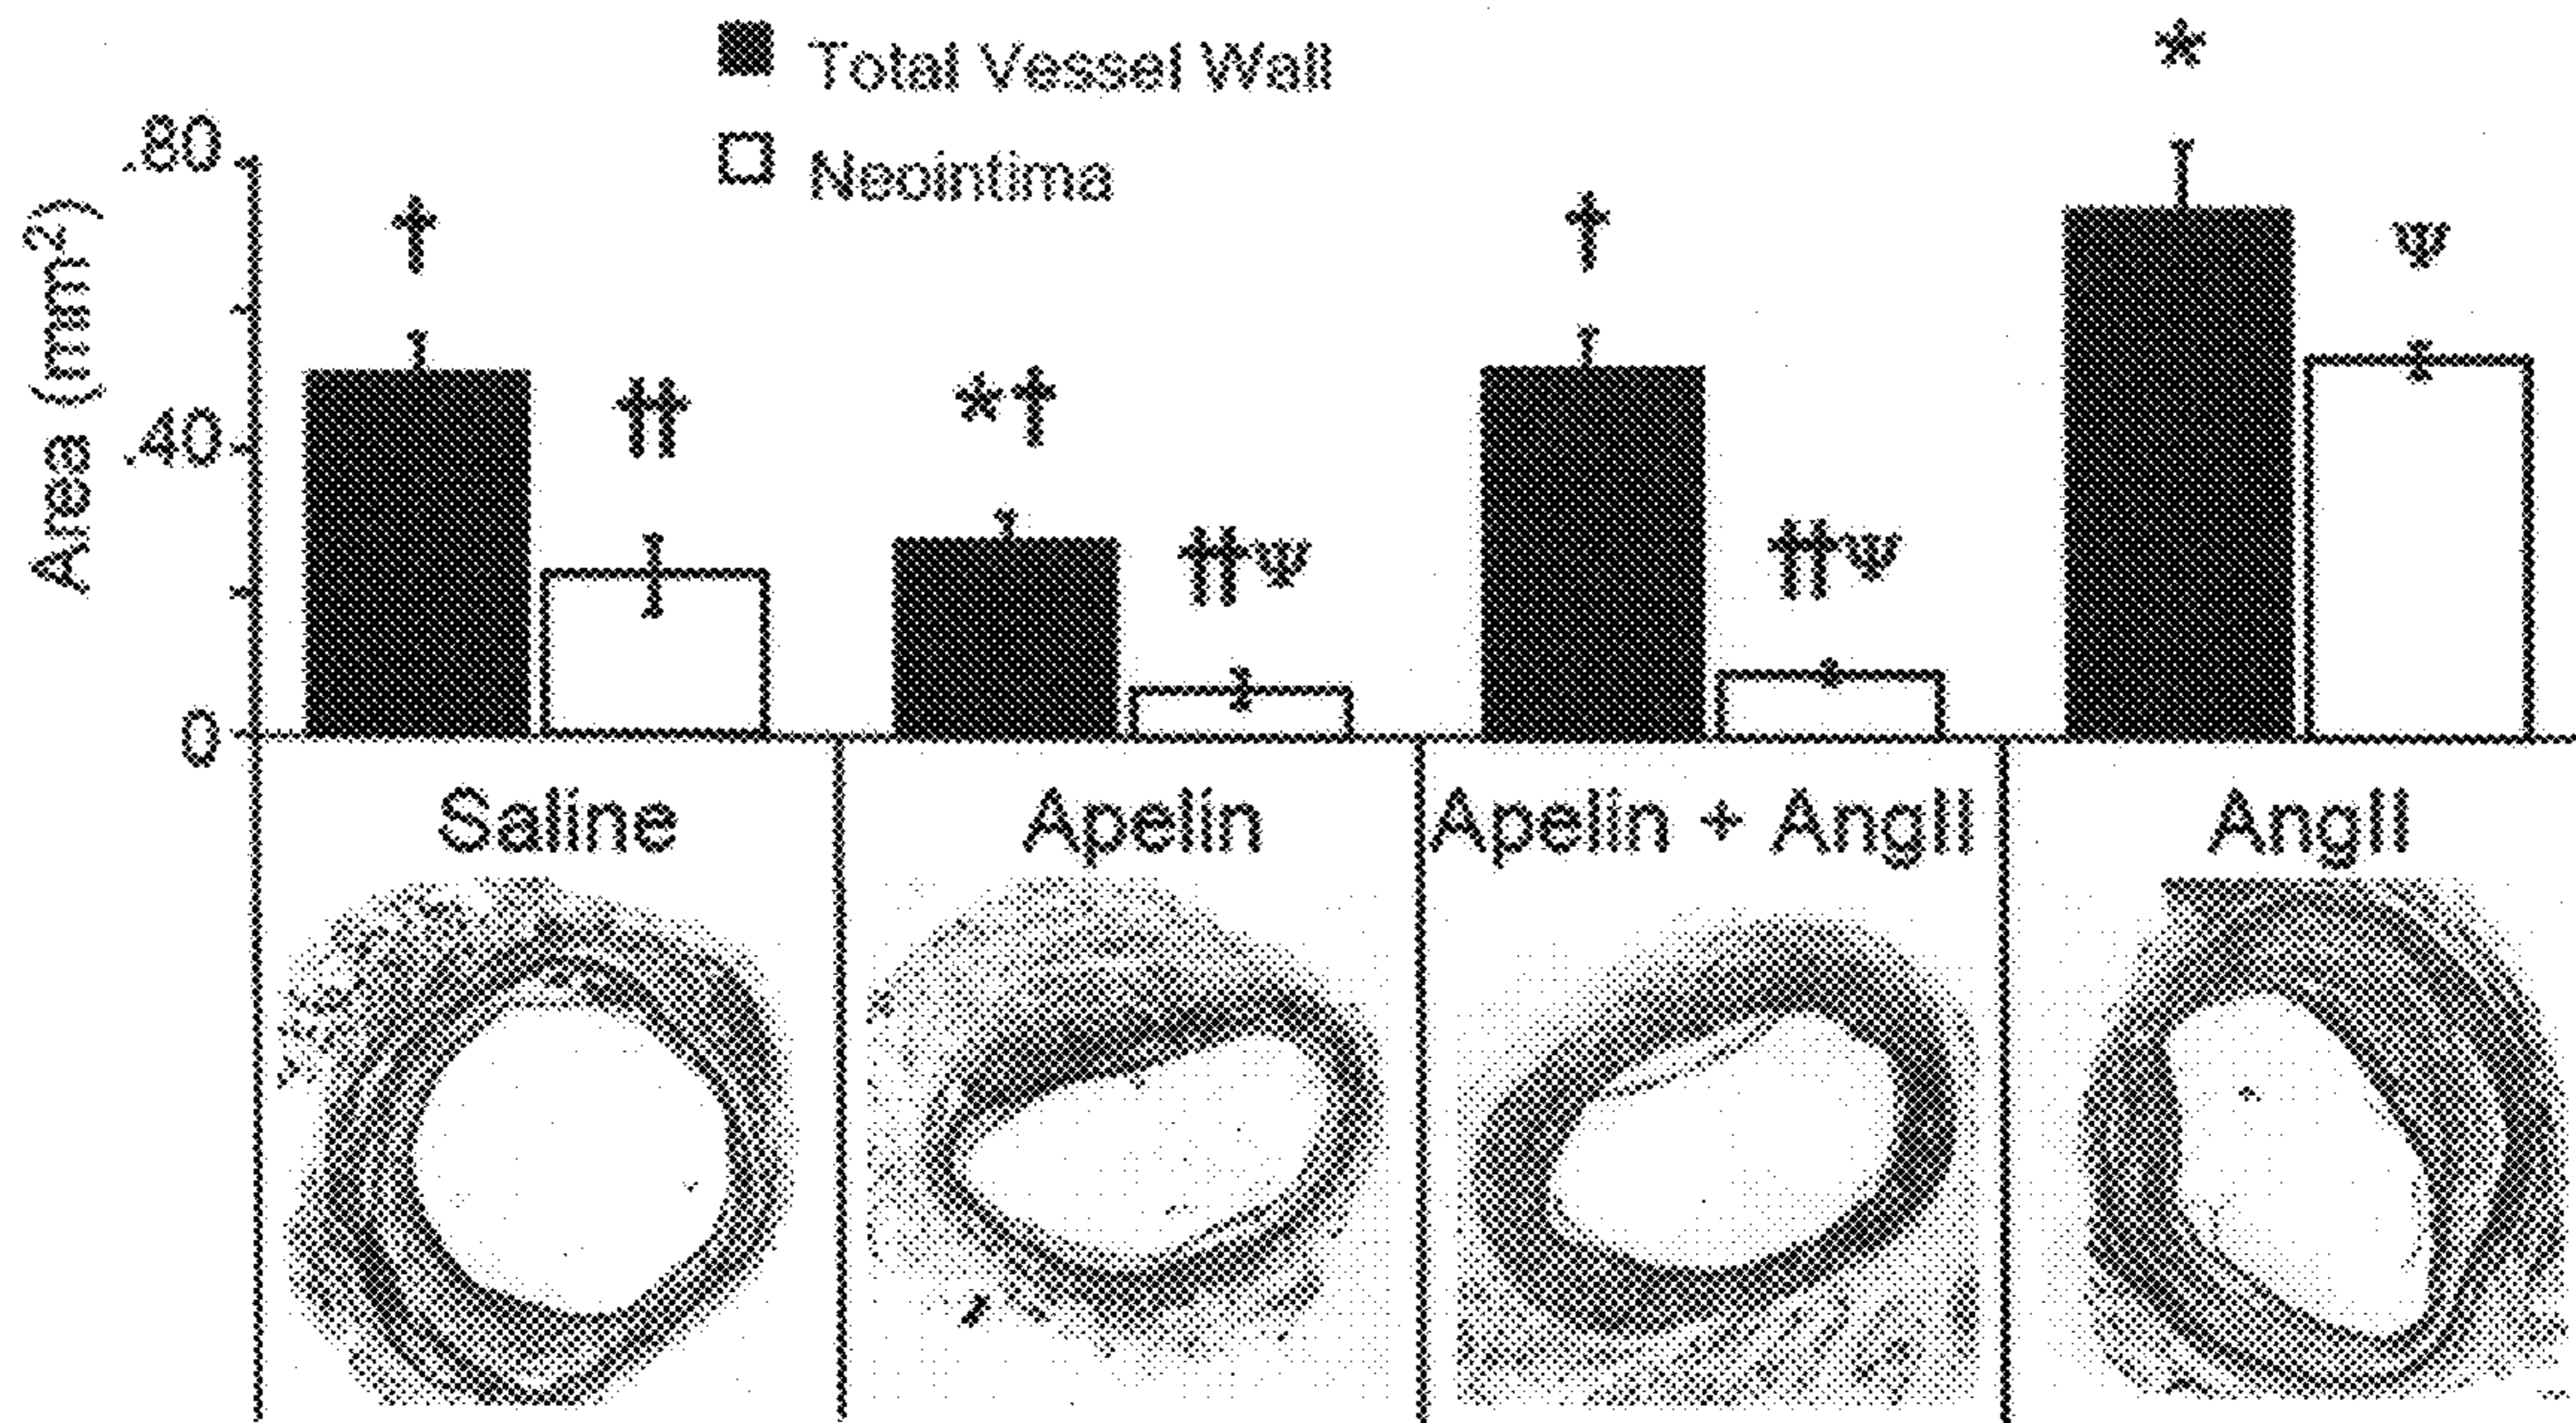 Total Vessel Wall
Neointima
Area (mm²)
.80
.40
0
†
††
*†
††ψ
†
††ψ
*
ψ
Saline
Apelin
Apelin + AngII
AngII